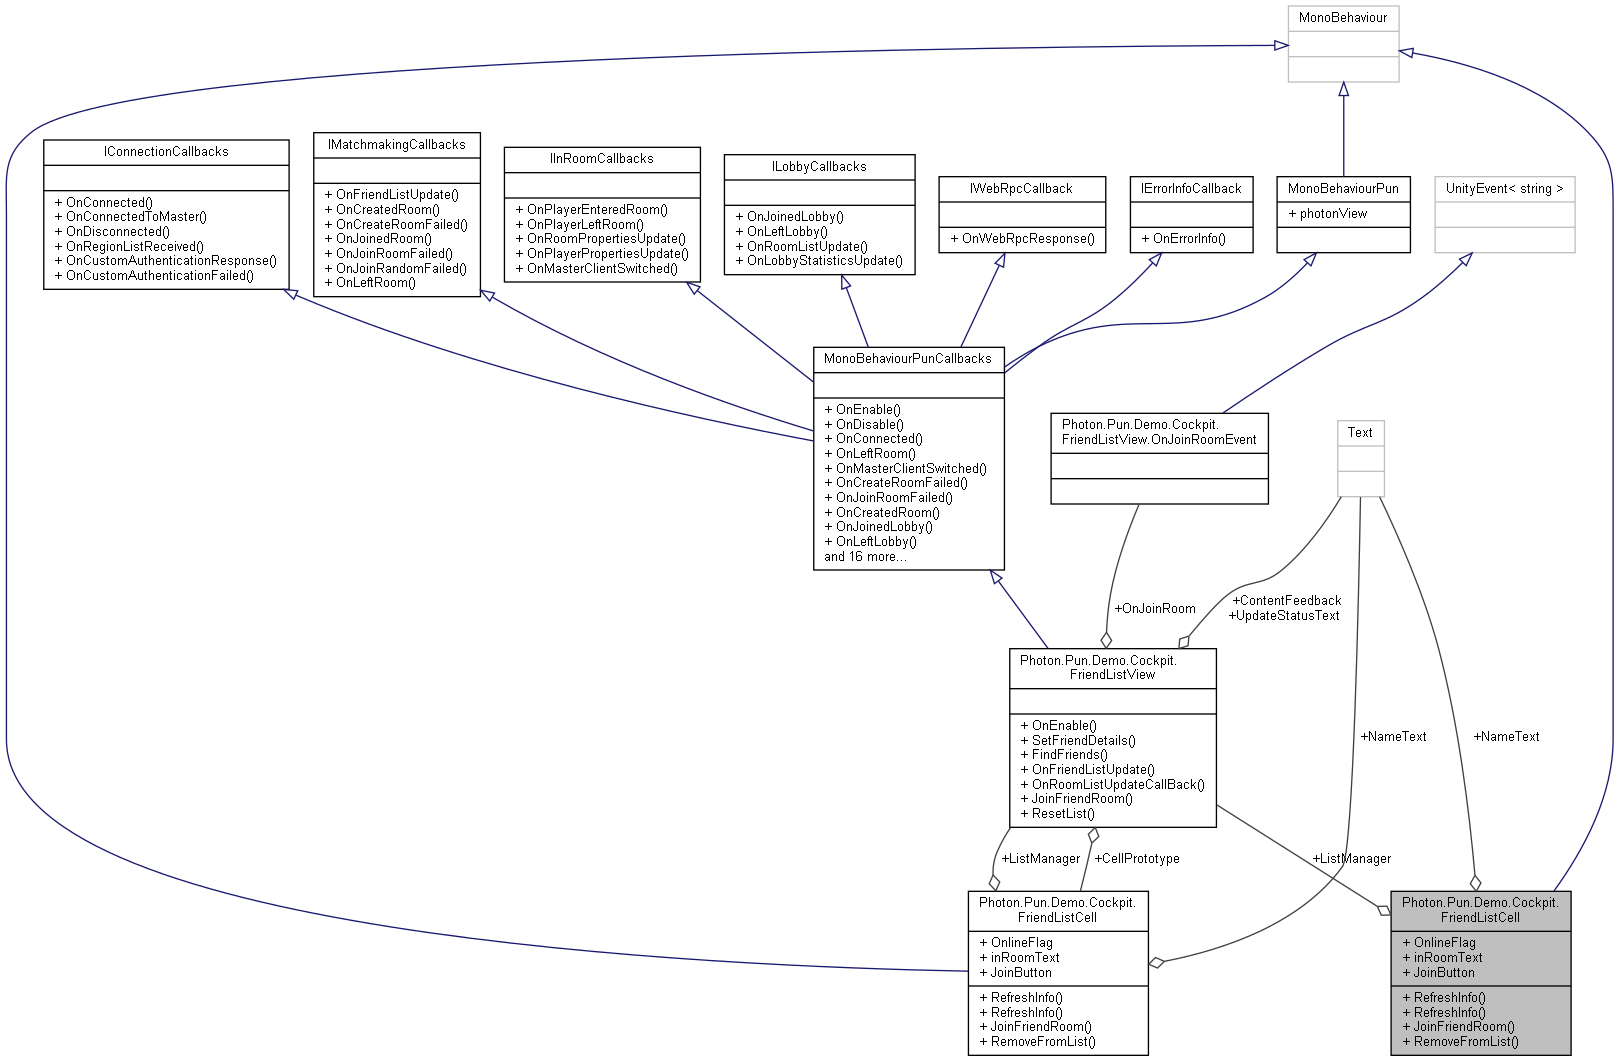 MonoBehaviour
IConnectionCallbacks
+ OnConnected()
+ OnConnectedToMaster()
+ OnDisconnected()
+ OnRegionListReceived()
+ OnCustomAuthenticationResponse()
+ OnCustomAuthenticationFailed()
IMatchmakingCallbacks
+ OnFriendListUpdate()
+ OnCreatedRoom()
+ OnCreateRoomFailed()
+ OnJoinedRoom()
+ OnJoinRoomFailed()
+ OnJoinRandomFailed()
+ OnLeftRoom()
IInRoomCallbacks
+ OnPlayerEnteredRoom()
+ OnPlayerLeftRoom()
+ OnRoomPropertiesUpdate()
+ OnPlayerPropertiesUpdate()
+ OnMasterClientSwitched()
ILobbyCallbacks
+ OnJoinedLobby()
+ OnLeftLobby()
+ OnRoomListUpdate()
+ OnLobbyStatisticsUpdate()
IWebRpcCallback
+ OnWebRpcResponse()
IErrorInfoCallback
+ OnErrorInfo()
MonoBehaviourPun
+ photonView
UnityEvent< string >
MonoBehaviourPunCallbacks
+ OnEnable()
+ OnDisable()
+ OnConnected()
+ OnLeftRoom()
+ OnMasterClientSwitched()
+ OnCreateRoomFailed()
+ OnJoinRoomFailed()
+ OnCreatedRoom()
+ OnJoinedLobby()
+ OnLeftLobby()
and 16 more...
Photon.Pun.Demo.Cockpit.
FriendListView.OnJoinRoomEvent
Text
+OnJoinRoom
+ContentFeedback
+UpdateStatusText
Photon.Pun.Demo.Cockpit.
FriendListView
+ OnEnable()
+ SetFriendDetails()
+ FindFriends()
+ OnFriendListUpdate()
+ OnRoomListUpdateCallBack()
+ JoinFriendRoom()
+ ResetList()
+NameText
+NameText
+ListManager
+CellPrototype
+ListManager
Photon.Pun.Demo.Cockpit.
FriendListCell
+ OnlineFlag
+ inRoomText
+ JoinButton
+ RefreshInfo()
+ RefreshInfo()
+ JoinFriendRoom()
+ RemoveFromList()
Photon.Pun.Demo.Cockpit.
FriendListCell
+ OnlineFlag
+ inRoomText
+ JoinButton
+ RefreshInfo()
+ RefreshInfo()
+ JoinFriendRoom()
+ RemoveFromList()